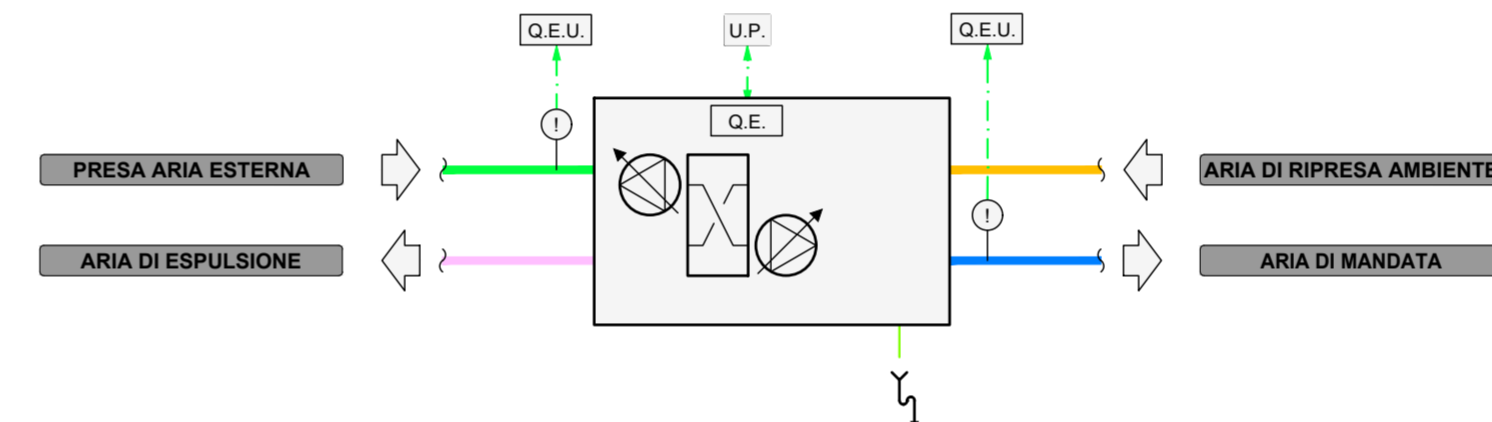 Q.E.U.
U.P.
Q.E.U.
!
Q.E.
PRESA ARIA ESTERNA
ARIA DI RIPRESA AMBIENTE
!
ARIA DI ESPULSIONE
ARIA DI MANDATA